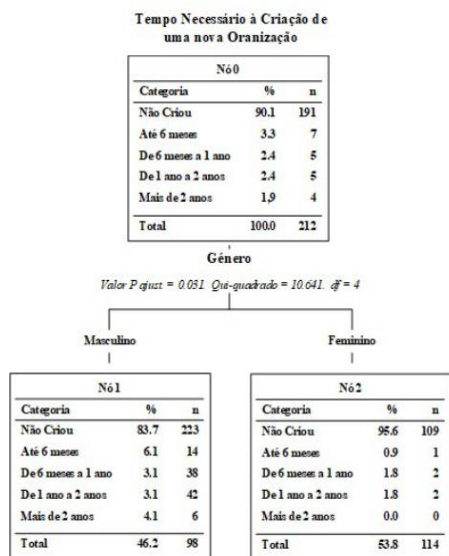 Tempo Necessário à Criação de
uma nova Oranização
Nó 0
Categoria % n
Não Criou 90.1 191
Até 6 meses 3.3 7
De 6 meses a 1 ano 2.4 5
De 1 ano a 2 anos 2.4 5
Mais de 2 anos 1,9 4
Total 100.0 212
Género
Valor P ajust. = 0.031. Qui-quadrado = 10.641. df = 4
Masculino Feminino
Nó 1
Categoria % n
Não Criou 83.7 223
Até 6 meses 6.1 14
De 6 meses a 1 ano 3.1 38
De 1 ano a 2 anos 3.1 42
Mais de 2 anos 4.1 6
Total 46.2 98
Nó 2
Categoria % n
Não Criou 95.6 109
Até 6 meses 0.9 1
De 6 meses a 1 ano 1.8 2
De 1 ano a 2 anos 1.8 2
Mais de 2 anos 0.0 0
Total 53.8 114